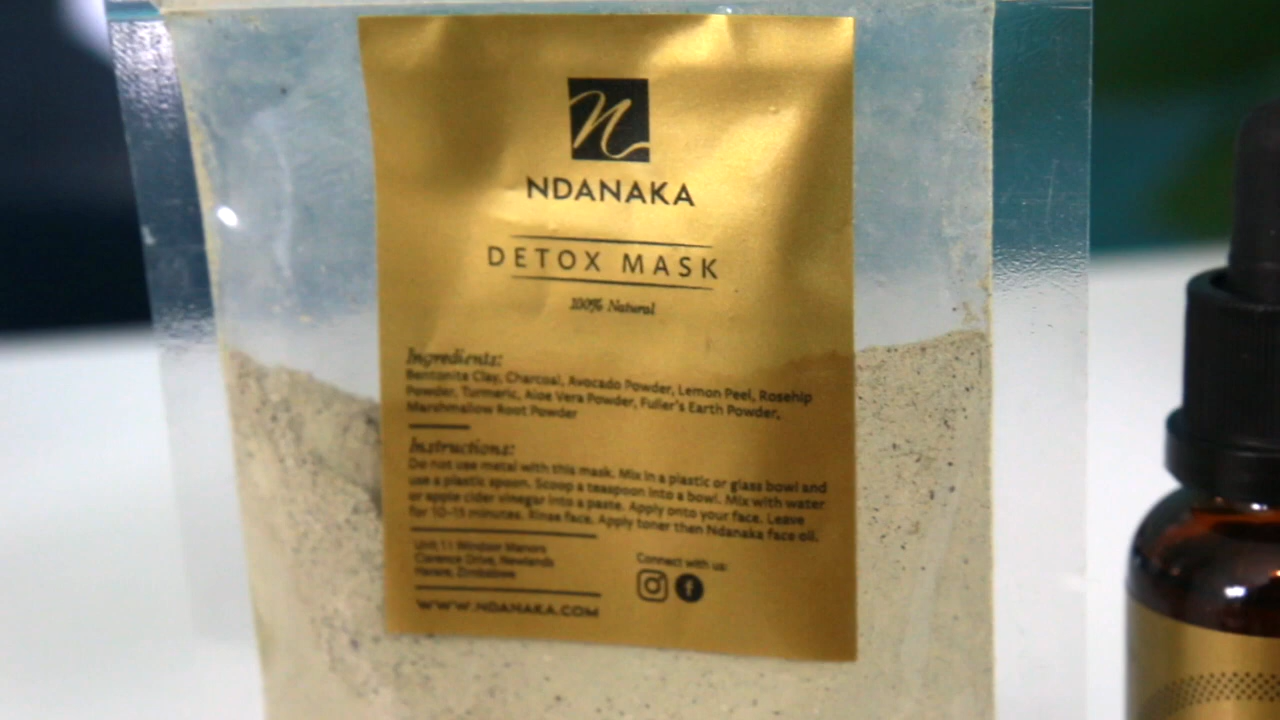 n
NDANAKA
DETOX MASK
100% Natural
Ingredients:
Bentonita Clay, Charcoal, Avocado Powder, Lemon Peel, Rosehip
Powder, Turmeric, Aloe Vera Powder, Fuller's Earth Powder,
Marshmallow Root Powder
Instructions:
Do not use metal with this mask. Mix in a plastic or glass bowl and
use a plastic spoon. Scoop a teaspoon into a bowl. Mix with water
or apple cider vinegar into a paste. Apply onto your face. Leave
for 10-15 minutes. Rinse face. Apply toner then Ndanaka face oil.
Unit 11 Windsor Manors
Clarence Drive, Newlands
Harare, Zimbabwe
Connect with us:
WWW.NDANAKA.COM